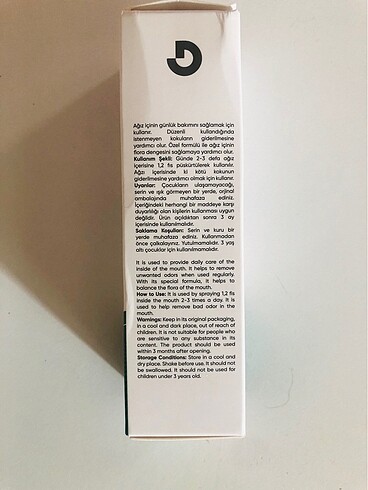 Ağız içinin günlük bakımını sağlamak için
kullanır. Düzenli kullandığında
istenmeyen kokuların giderilmesine
yardımcı olur. Özel formülü ile ağız için
flora dengesini sağlamaya yardımcı olur.
Kullanım Şekli: Günde 2-3 defa ağız
içerisine 1,2 fıs püskürtülerek kullanılır.
Ağzı içerisinde ki kötü kokunun
giderilmesine yardımcı olmak için kullanır.
Uyarılar: Çocukların ulaşamayacağı,
serin ve ışık görmeyen bir yerde, orjinal
ambalajında muhafaza ediniz.
İçeriğindeki herhangi bir maddeye karşı
duyarlılığı olan kişilerin kullanması uygun
değildir. Ürün açıldıktan sonra 3 ay
içerisinde kullanılmalıdır.
Saklama Koşulları: Serin ve kuru bir
yerde muhafaza ediniz. Kullanmadan
önce çalkalayınız. Yutulmamalıdır. 3 yaş
altı çocuklar için kullanılmamalıdır.
It is used to provide daily care of the
inside of the mouth. It helps to remove
unwanted odors when used regularly.
With its special formula, it helps to
balance the flora of the mouth.
How to Use: It is used by spraying 1,2 fıs
inside the mouth 2-3 times a day. It is
used to help remove bad odor in the
mouth.
Warnings: Keep in its original packaging,
in a cool and dark place, out of reach of
children. It is not suitable for people who
are sensitive to any substance in its
content. The product should be used
within 3 months after opening.
Storage Conditions: Store in a cool and
dry place. Shake before use. It should not
be swallowed. It should not be used for
children under 3 years old.